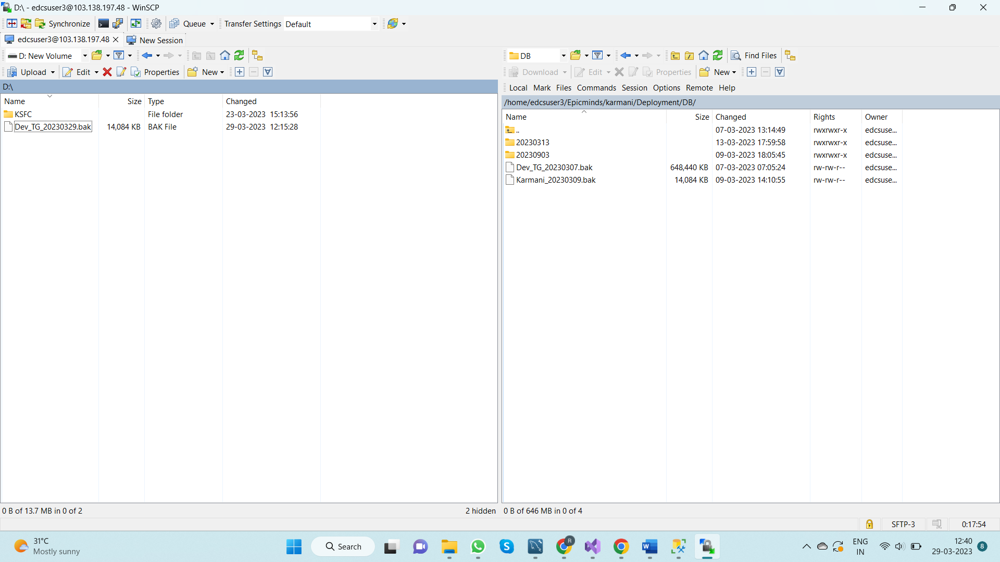 D:\ - edcsuser3@103.138.197.48 - WinSCP
Synchronize Queue Transfer Settings Default
edcsuser3@103.138.197.48 New Session
D: New Volume
Upload Edit Properties New
D:\
Name Size Type Changed
KSFC File folder 23-03-2023 15:13:56
Dev_TG_20230329.bak 14,084 KB BAK File 29-03-2023 12:15:28
DB Find Files
Download Edit Properties New
Local Mark Files Commands Session Options Remote Help
/home/edcsuser3/Epicminds/karmani/Deployment/DB/
Name Size Changed Rights Owner
.. 07-03-2023 13:14:49 rwxrwxr-x edcsuse...
20230313 13-03-2023 17:59:58 rwxrwxr-x edcsuse...
20230903 09-03-2023 18:05:45 rwxrwxr-x edcsuse...
Dev_TG_20230307.bak 648,440 KB 07-03-2023 07:05:24 rw-rw-r-- edcsuse...
Karmani_20230309.bak 14,084 KB 09-03-2023 14:10:55 rw-rw-r-- edcsuse...
0 B of 13.7 MB in 0 of 2 2 hidden
0 B of 646 MB in 0 of 4
SFTP-3 0:17:54
31°C
Mostly sunny
Search
R
ENG
IN
12:40
29-03-2023
8